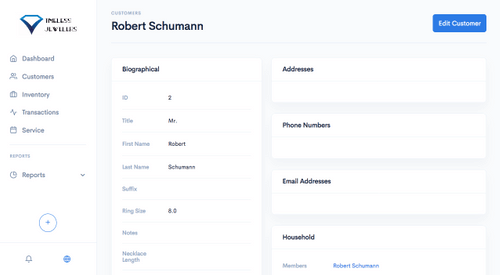 TIMELESS
JEWELERS
Dashboard
Customers
Inventory
Transactions
Service
REPORTS
Reports
CUSTOMERS
Robert Schumann
Edit Customer
Biographical
ID 2
Title Mr.
First Name Robert
Last Name Schumann
Suffix
Ring Size 8.0
Notes
Necklace
Length
Addresses
Phone Numbers
Email Addresses
Household
Members Robert Schumann